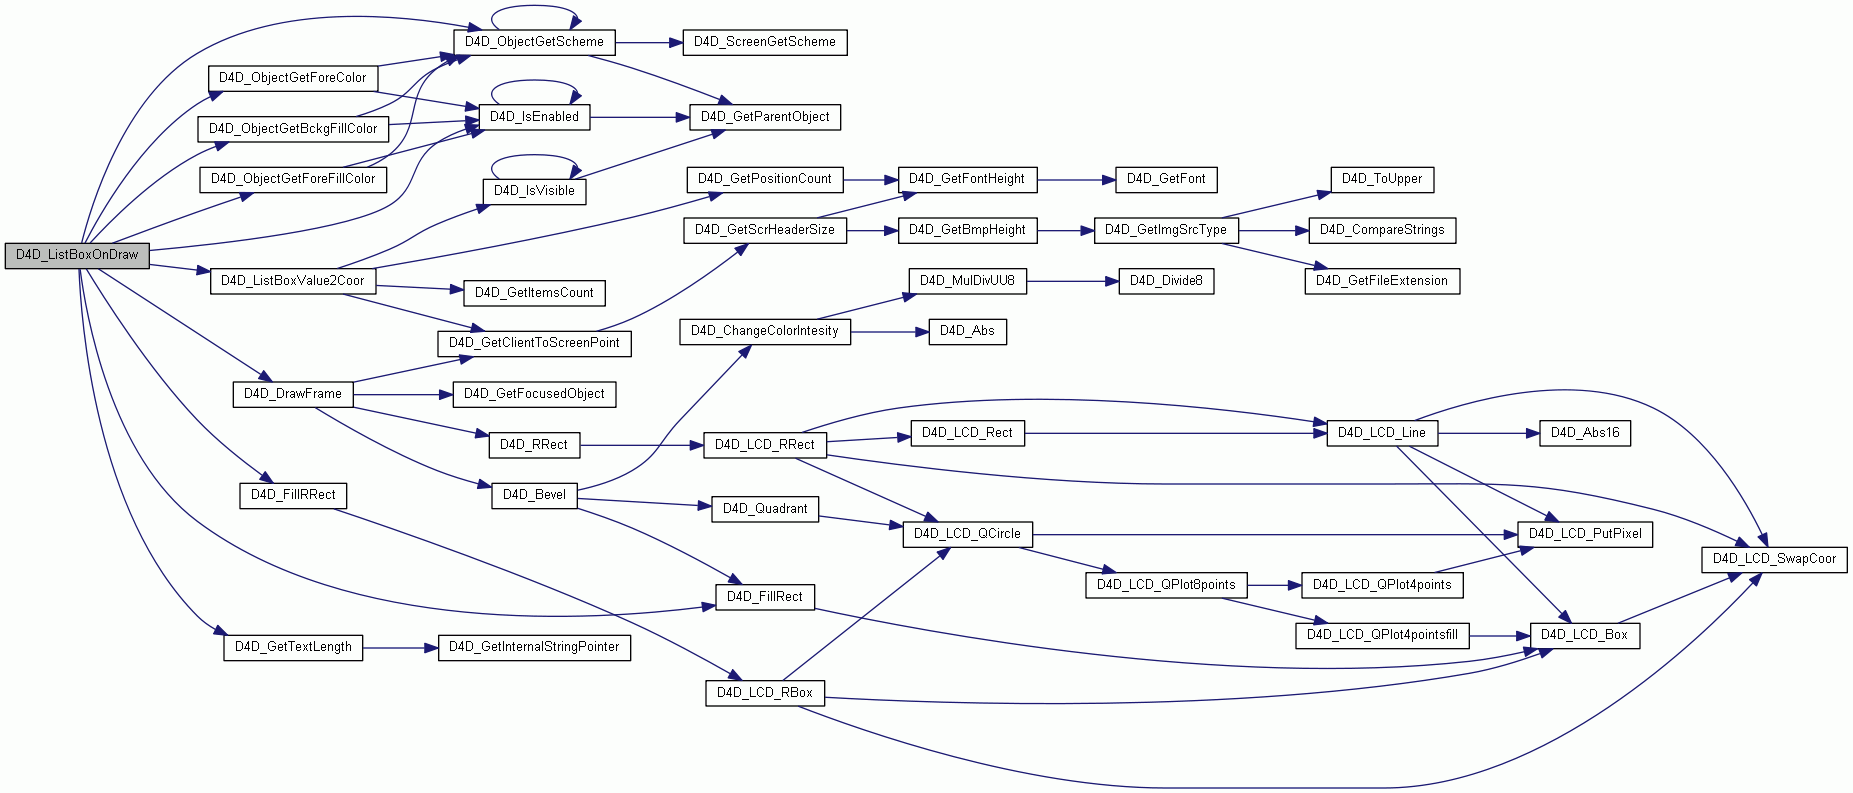 D4D_ObjectGetScheme
D4D_ScreenGetScheme
D4D_ObjectGetForeColor
D4D_IsEnabled
D4D_GetParentObject
D4D_ObjectGetBckgFillColor
D4D_ObjectGetForeFillColor
D4D_IsVisible
D4D_GetPositionCount
D4D_GetFontHeight
D4D_GetFont
D4D_ToUpper
D4D_GetScrHeaderSize
D4D_GetBmpHeight
D4D_GetImgSrcType
D4D_CompareStrings
D4D_ListBoxOnDraw
D4D_ListBoxValue2Coor
D4D_GetItemsCount
D4D_MulDivUU8
D4D_Divide8
D4D_GetFileExtension
D4D_GetClientToScreenPoint
D4D_ChangeColorIntesity
D4D_Abs
D4D_DrawFrame
D4D_GetFocusedObject
D4D_RRect
D4D_LCD_RRect
D4D_LCD_Rect
D4D_LCD_Line
D4D_Abs16
D4D_FillRRect
D4D_Bevel
D4D_Quadrant
D4D_LCD_QCircle
D4D_LCD_PutPixel
D4D_LCD_SwapCoor
D4D_FillRect
D4D_LCD_QPlot8points
D4D_LCD_QPlot4points
D4D_LCD_QPlot4pointsfill
D4D_LCD_Box
D4D_GetTextLength
D4D_GetInternalStringPointer
D4D_LCD_RBox